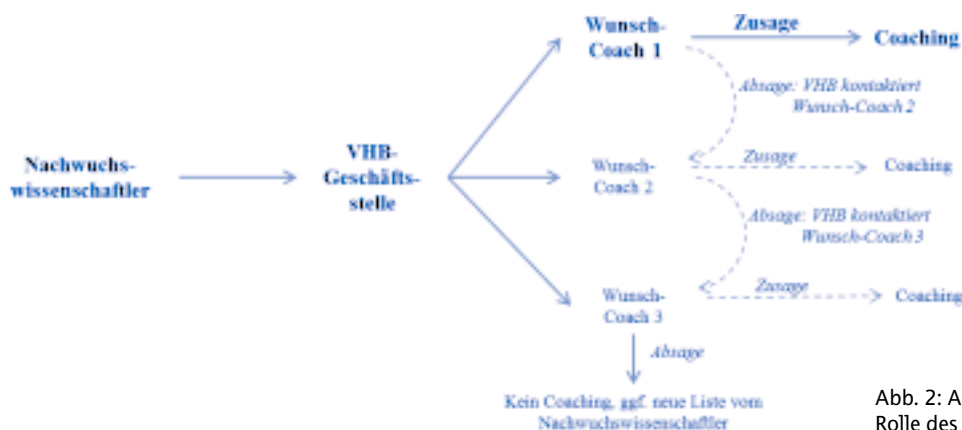 Nachwuchs-
wissenschaftler
VHB-
Geschäfts-
stelle
Wunsch-
Coach 1
Zusage
Coaching
Absage: VHB kontaktiert
Wunsch-Coach 2
Wunsch-
Coach 2
Zusage
Coaching
Absage: VHB kontaktiert
Wunsch-Coach 3
Wunsch-
Coach 3
Zusage
Coaching
Absage
Kein Coaching, ggf. neue Liste vom
Nachwuchswissenschaftler
Abb. 2: A
Rolle des